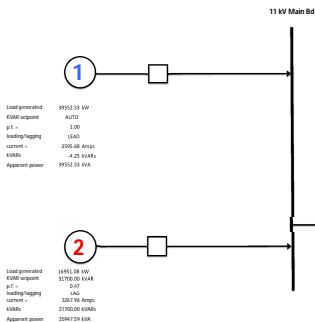 11 kV Main Bd
1
Load generated 39552.53 kW
KVAR setpoint AUTO
p.f. = 1.00
leading/lagging LEAD
current = 3595.68 Amps
kVARs -4.25 kVARs
Apparent power 39552.53 kVA
2
Load generated 16951.08 kW
KVAR setpoint 31700.00 kVAR
p.f. = 0.47
leading/lagging LAG
current = 3267.96 Amps
kVARs 31700.00 kVARs
Apparent power 35947.59 kVA